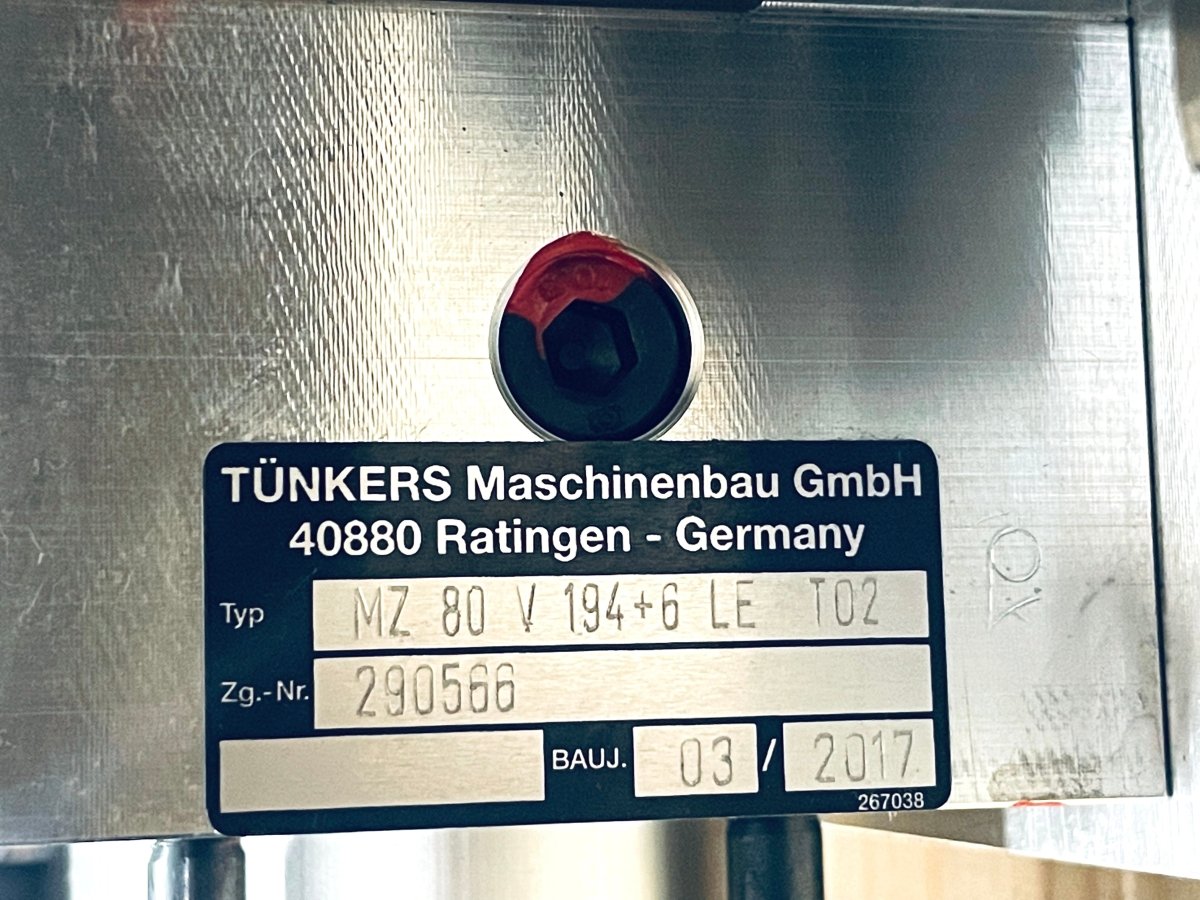 TÜNKERS Maschinenbau GmbH
40880 Ratingen - Germany
Typ MZ 80 V 194+6 LE T02
Zg.-Nr. 290566
BAUJ. 03 / 2017
267038